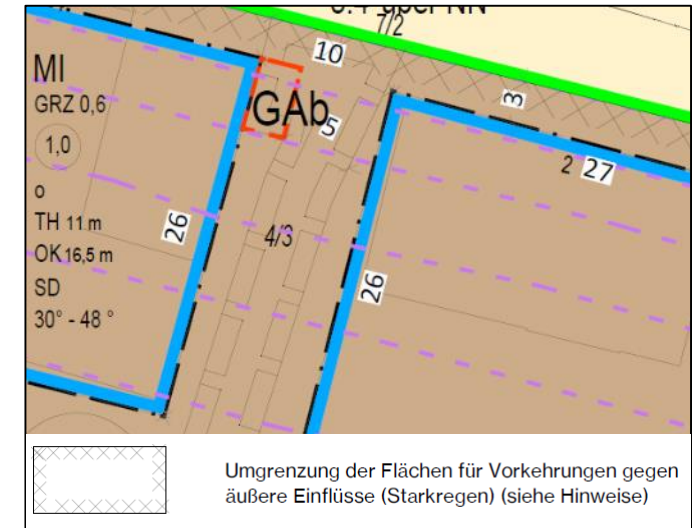 7/2
10
MI
GRZ 0,6
GAb
3
5
1,0
2 27
o
TH 11 m
26
4/3
OK 16,5 m
26
SD
30° - 48 °
Umgrenzung der Flächen für Vorkehrungen gegen
äußere Einflüsse (Starkregen) (siehe Hinweise)